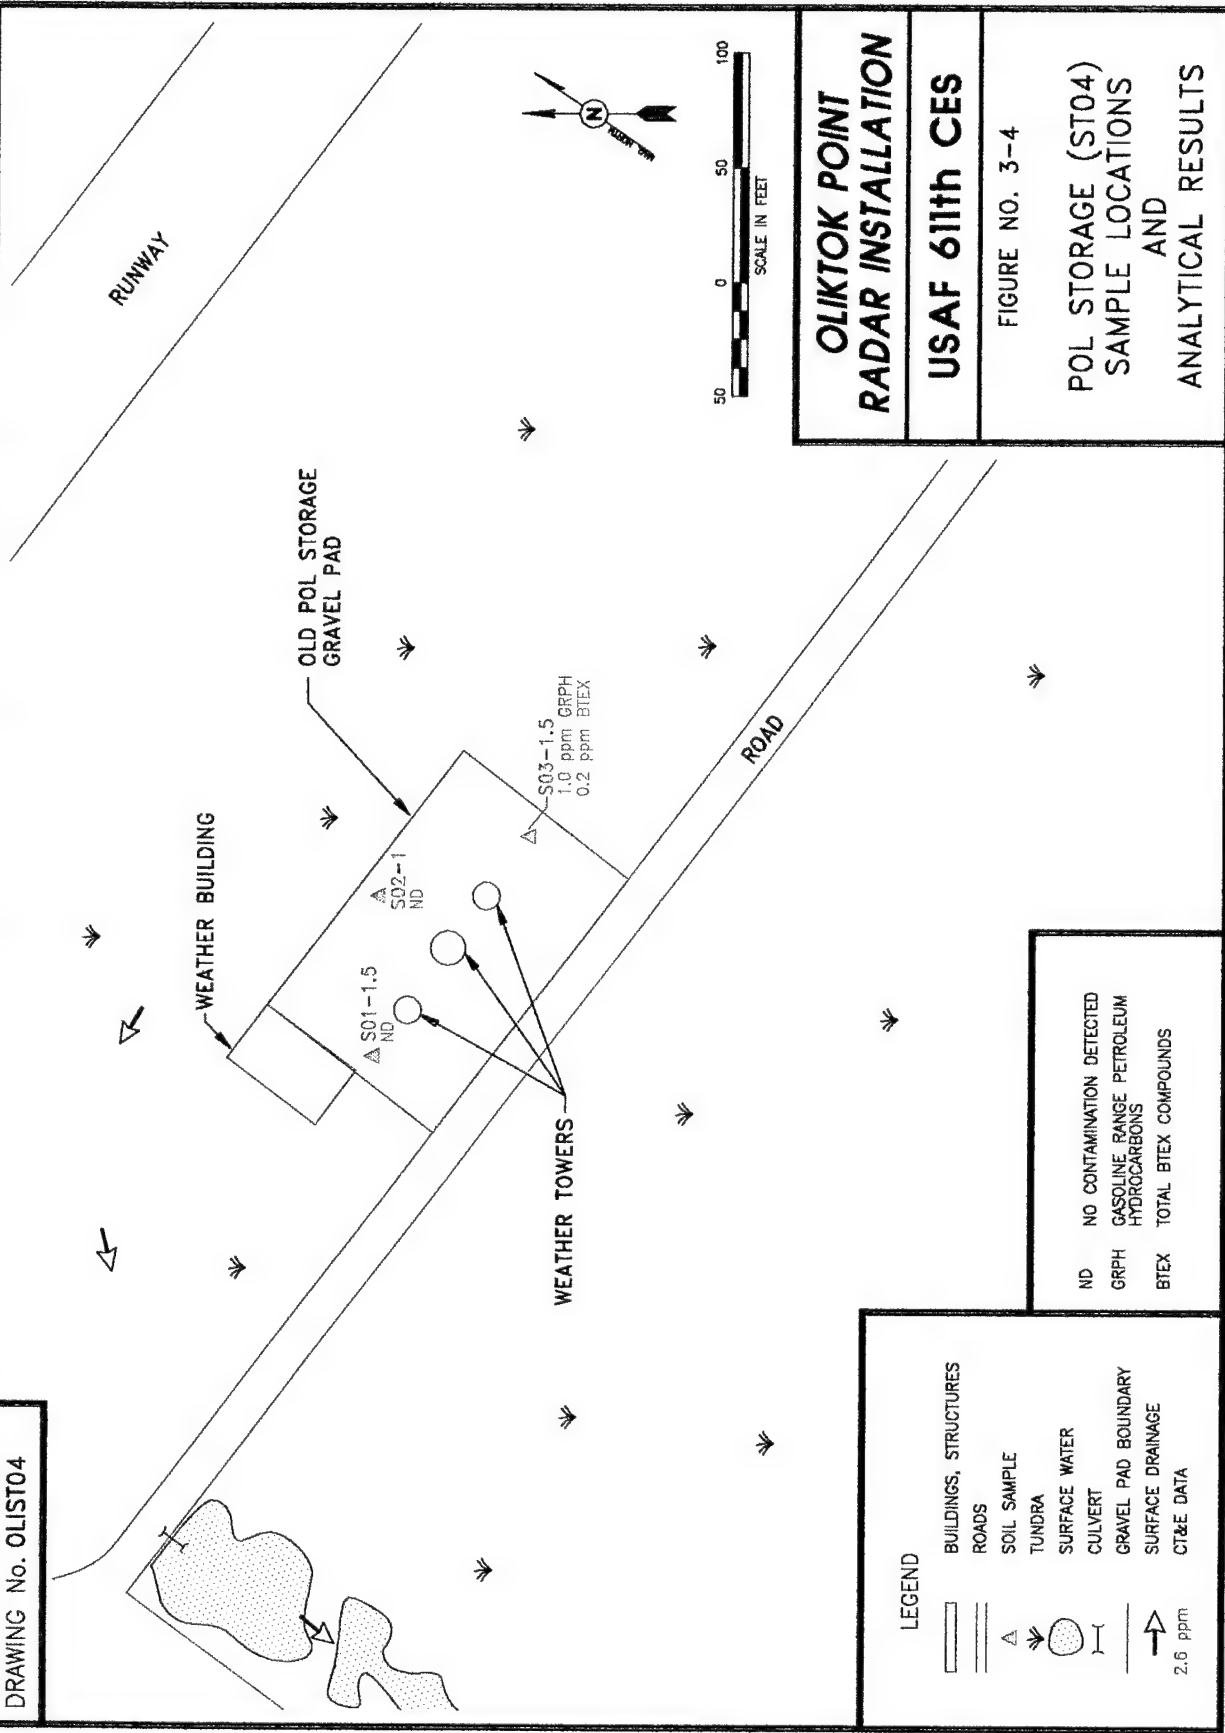 DRAWING No. OLIST04
RUNWAY
WEATHER BUILDING
OLD POL STORAGE
GRAVEL PAD
S01-1.5
ND
S02-1
ND
S03-1.5
1.0 ppm GRPH
0.2 ppm BTEX
WEATHER TOWERS
ROAD
N
MAG NORTH
50 0 50 100
SCALE IN FEET
LEGEND
BUILDINGS, STRUCTURES
ROADS
SOIL SAMPLE
TUNDRA
SURFACE WATER
CULVERT
GRAVEL PAD BOUNDARY
SURFACE DRAINAGE
2.6 ppm CT&E DATA
ND NO CONTAMINATION DETECTED
GRPH GASOLINE RANGE PETROLEUM
HYDROCARBONS
BTEX TOTAL BTEX COMPOUNDS
OLIKTOK POINT
RADAR INSTALLATION
USAF 611th CES
FIGURE NO. 3-4
POL STORAGE (ST04)
SAMPLE LOCATIONS
AND
ANALYTICAL RESULTS